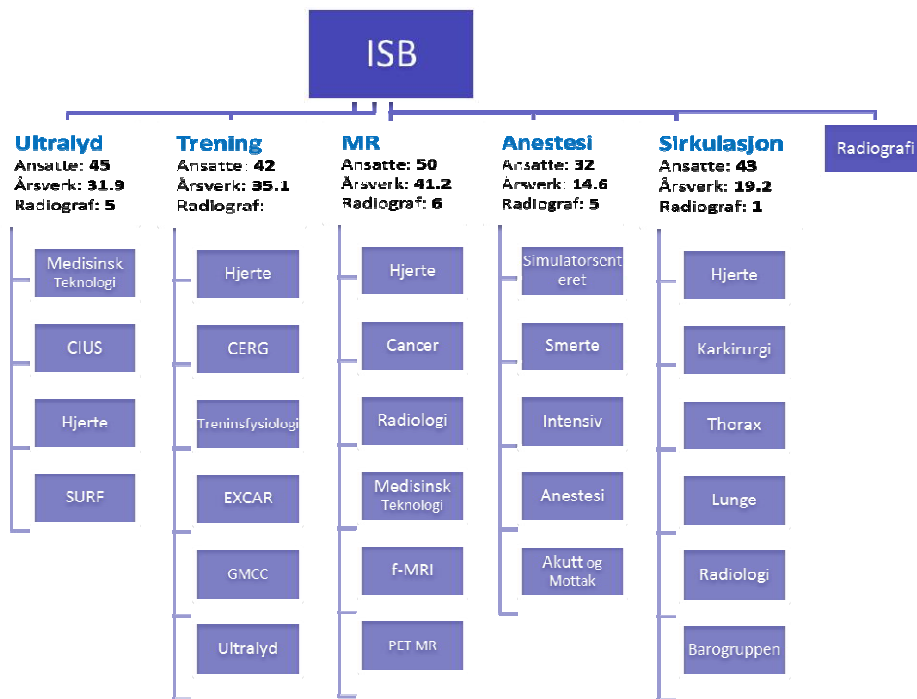 ISB
Ultralyd
Ansatte: 45
Årsverk: 31.9
Radiograf: 5
Medisinsk
Teknologi
CIUS
Hjerte
SURF
Trening
Ansatte: 42
Årsverk: 35.1
Radiograf:
Hjerte
CERG
Treninsfysiologi
EXCAR
GMCC
Ultralyd
MR
Ansatte: 50
Årsverk: 41.2
Radiograf: 6
Hjerte
Cancer
Radiologi
Medisinsk
Teknologi
f-MRI
PET MR
Anestesi
Ansatte: 32
Årsverk: 14.6
Radiograf: 5
Simulatorsent
eret
Smerte
Intensiv
Anestesi
Akutt og
Mottak
Sirkulasjon
Ansatte: 43
Årsverk: 19.2
Radiograf: 1
Hjerte
Karkirurgi
Thorax
Lunge
Radiologi
Barogruppen
Radiografi